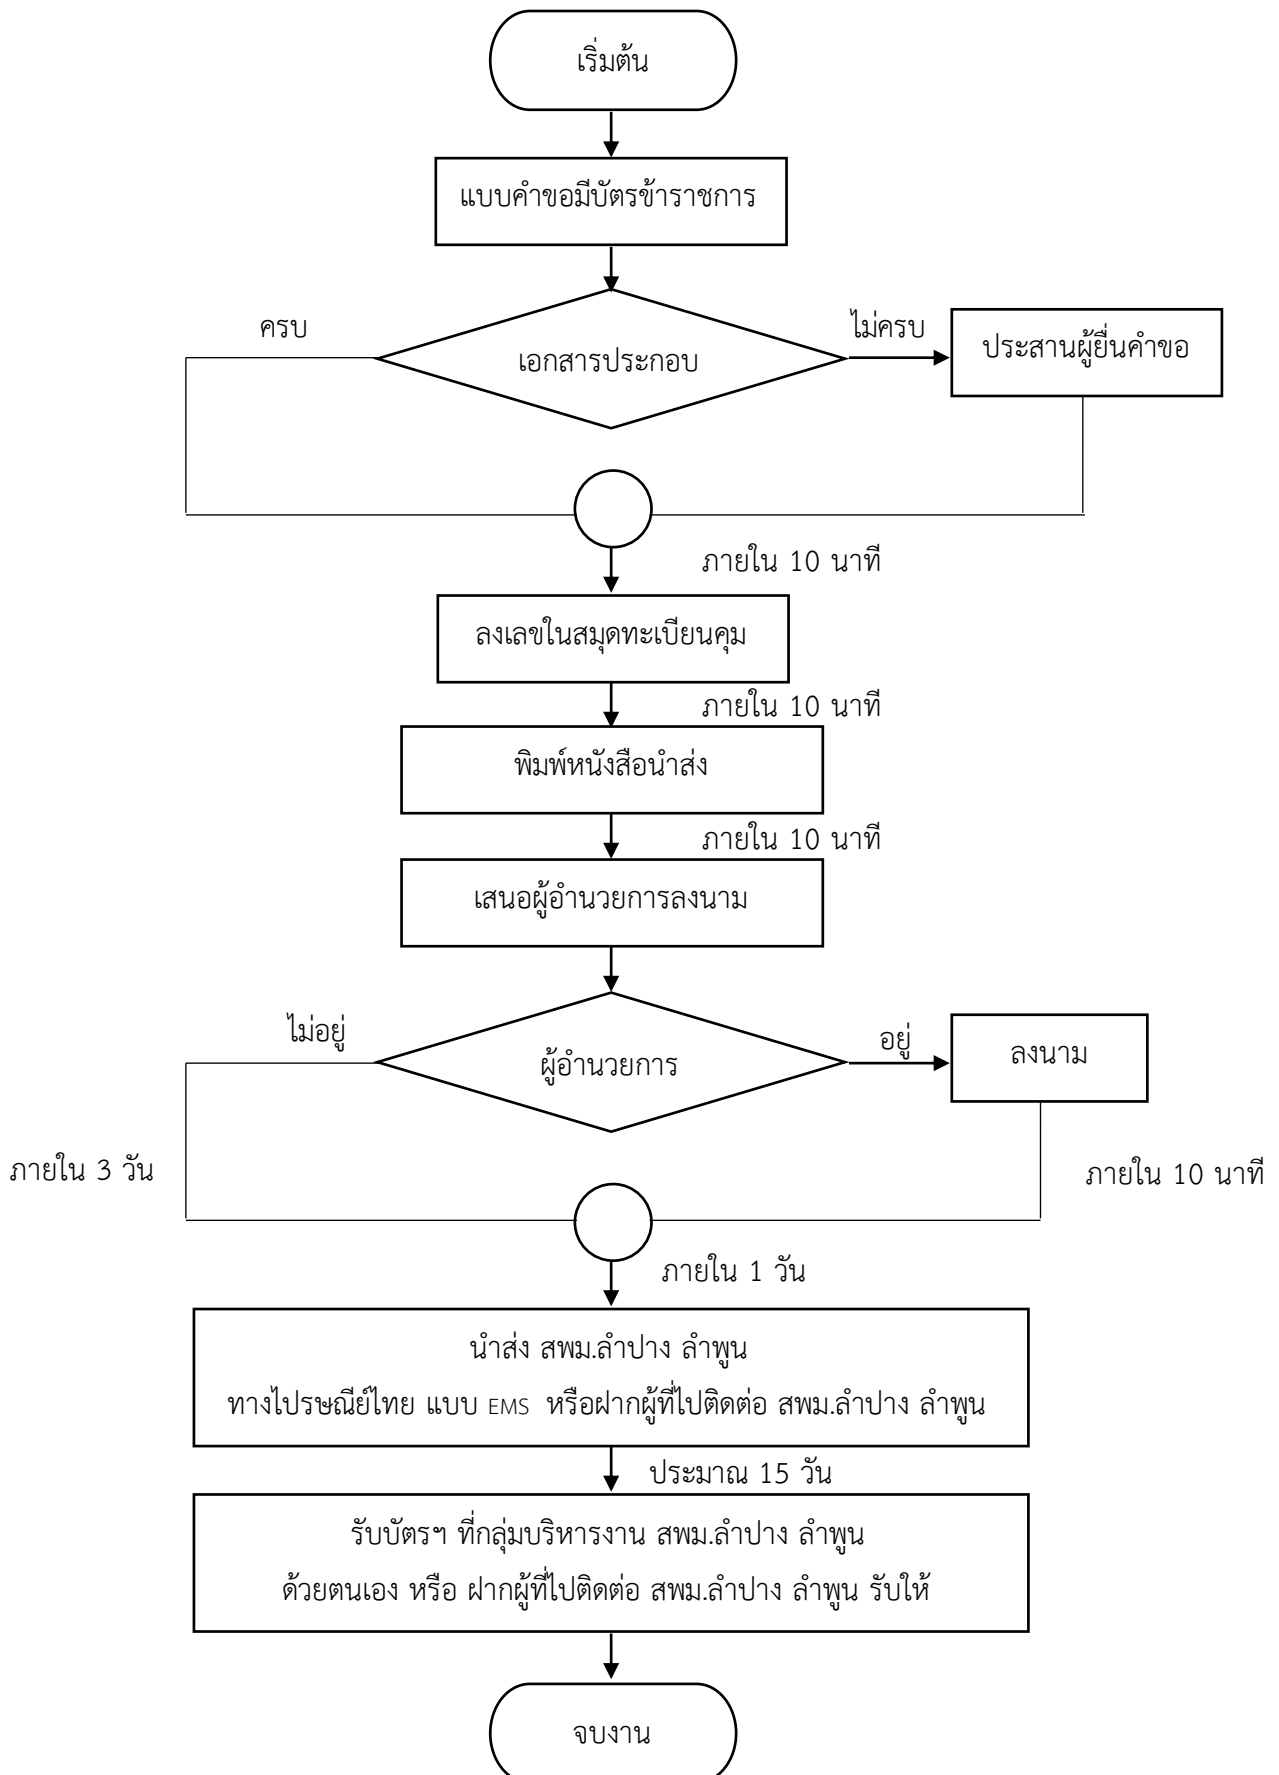 เริ่มต้น
แบบคำขอมีบัตรข้าราชการ
ครบ
ไม่ครบ
เอกสารประกอบ
ประสานผู้ยื่นคำขอ
ภายใน 10 นาที
ลงเลขในสมุดทะเบียนคุม
ภายใน 10 นาที
พิมพ์หนังสือนำส่ง
ภายใน 10 นาที
เสนอผู้อำนวยการลงนาม
ไม่อยู่
อยู่
ผู้อำนวยการ
ลงนาม
ภายใน 3 วัน
ภายใน 10 นาที
ภายใน 1 วัน
นำส่ง สพม.ลำปาง ลำพูน
ทางไปรษณีย์ไทย แบบ EMS หรือฝากผู้ที่ไปติดต่อ สพม.ลำปาง ลำพูน
ประมาณ 15 วัน
รับบัตรฯ ที่กลุ่มบริหารงาน สพม.ลำปาง ลำพูน
ด้วยตนเอง หรือ ฝากผู้ที่ไปติดต่อ สพม.ลำปาง ลำพูน รับให้
จบงาน